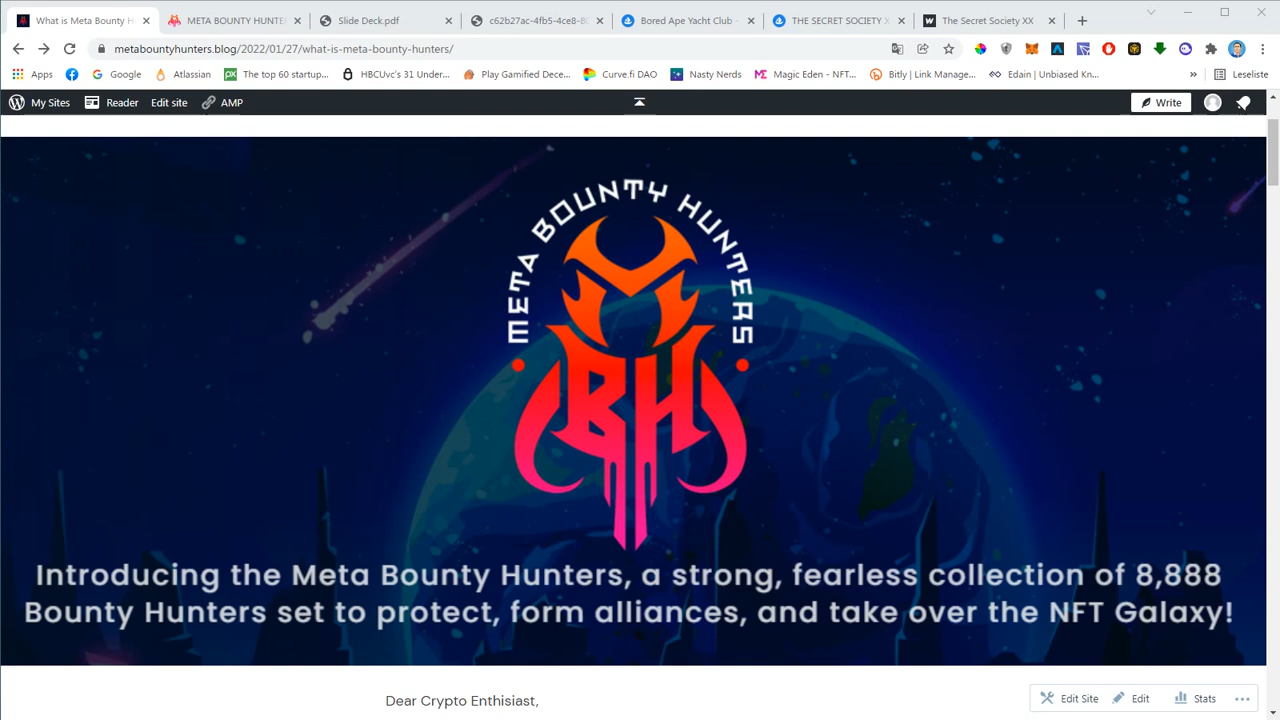 What is Meta Bounty H
META BOUNTY HUNTE
Slide Deck.pdf
c62b27ac-4fb5-4ce8-80
Bored Ape Yacht Club -
THE SECRET SOCIETY X
The Secret Society XX
metabountyhunters.blog/2022/01/27/what-is-meta-bounty-hunters/
Apps
Google
Atlassian
The top 60 startup...
HBCUvc's 31 Under...
Play Gamified Dece...
Curve.fi DAO
Nasty Nerds
Magic Eden - NFT...
Bitly | Link Manage...
Edain | Unbiased Kn...
»
Leseliste
My Sites
Reader
Edit site
AMP
Write
META BOUNTY HUNTERS
BH
Introducing the Meta Bounty Hunters, a strong, fearless collection of 8,888
Bounty Hunters set to protect, form alliances, and take over the NFT Galaxy!
Dear Crypto Enthisiast,
Edit Site
Edit
Stats